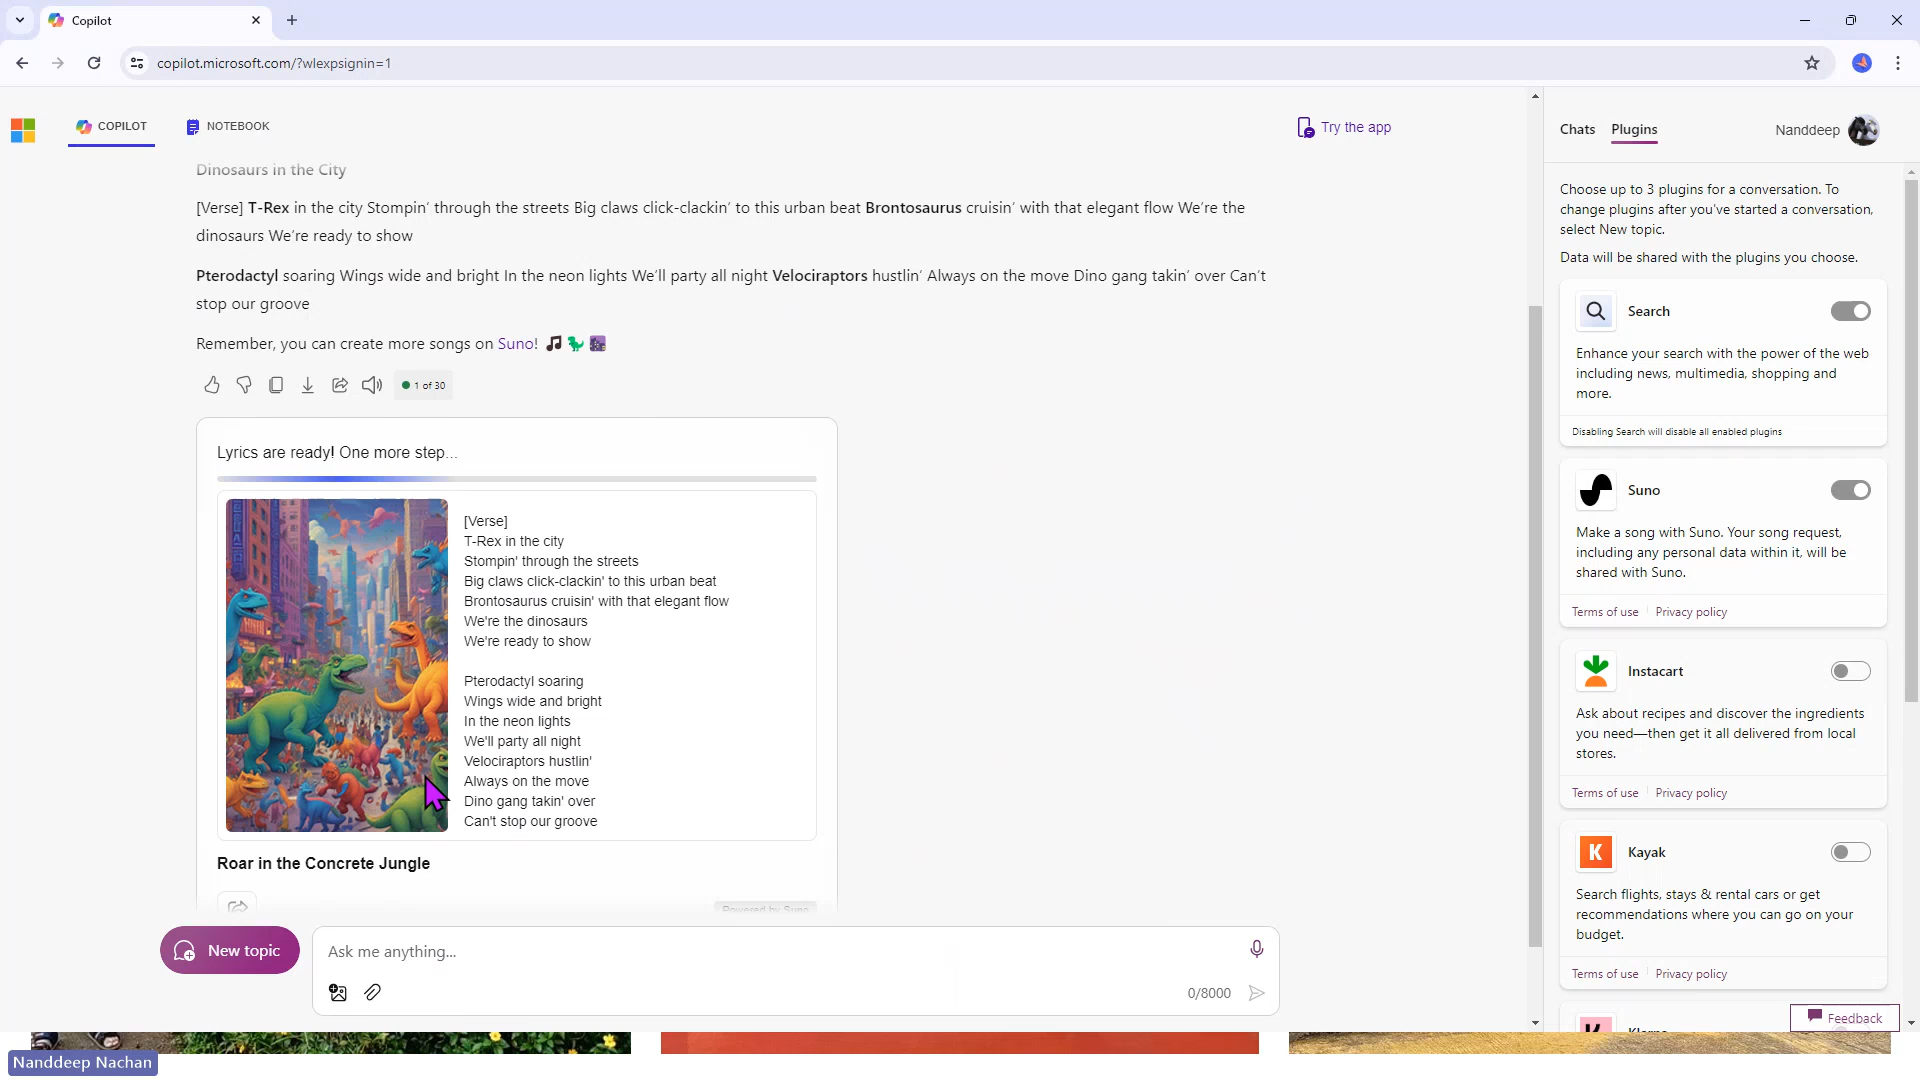 Copilot
copilot.microsoft.com/?wlexpsignin=1
COPILOT
NOTEBOOK
Try the app
Chats
Plugins
Nanddeep
Dinosaurs in the City
[Verse] T-Rex in the city Stompin’ through the streets Big claws click-clackin’ to this urban beat Brontosaurus cruisin’ with that elegant flow We’re the
dinosaurs We’re ready to show
Pterodactyl soaring Wings wide and bright In the neon lights We’ll party all night Velociraptors hustlin’ Always on the move Dino gang takin’ over Can’t
stop our groove
Remember, you can create more songs on Suno!
1 of 30
Lyrics are ready! One more step...
[Verse]
T-Rex in the city
Stompin' through the streets
Big claws click-clackin' to this urban beat
Brontosaurus cruisin' with that elegant flow
We're the dinosaurs
We're ready to show
Pterodactyl soaring
Wings wide and bright
In the neon lights
We'll party all night
Velociraptors hustlin'
Always on the move
Dino gang takin' over
Can't stop our groove
Roar in the Concrete Jungle
Powered by Suno
New topic
Ask me anything...
0/8000
Choose up to 3 plugins for a conversation. To
change plugins after you've started a conversation,
select New topic.
Data will be shared with the plugins you choose.
Search
Enhance your search with the power of the web
including news, multimedia, shopping and
more.
Disabling Search will disable all enabled plugins
Suno
Make a song with Suno. Your song request,
including any personal data within it, will be
shared with Suno.
Terms of use
Privacy policy
Instacart
Ask about recipes and discover the ingredients
you need—then get it all delivered from local
stores.
Terms of use
Privacy policy
K
Kayak
Search flights, stays & rental cars or get
recommendations where you can go on your
budget.
Terms of use
Privacy policy
Feedback
Nanddeep Nachan